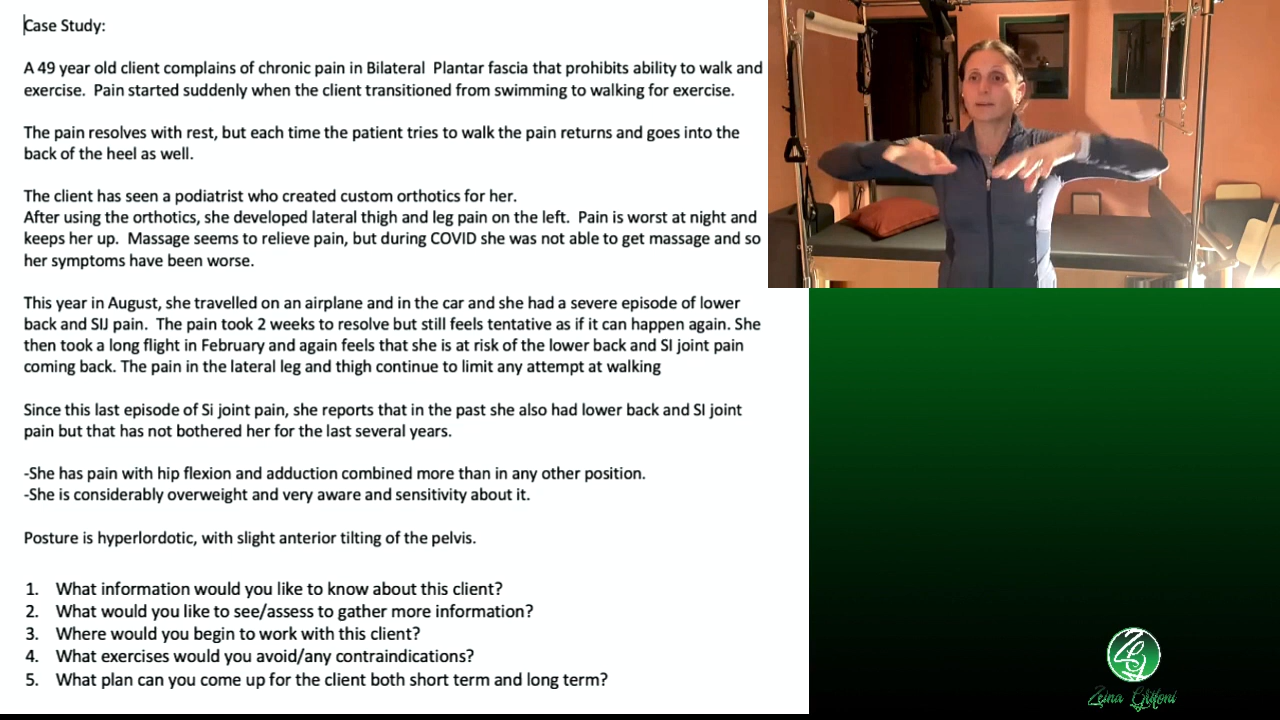 Case Study:
A 49 year old client complains of chronic pain in Bilateral Plantar fascia that prohibits ability to walk and
exercise. Pain started suddenly when the client transitioned from swimming to walking for exercise.
The pain resolves with rest, but each time the patient tries to walk the pain returns and goes into the
back of the heel as well.
The client has seen a podiatrist who created custom orthotics for her.
After using the orthotics, she developed lateral thigh and leg pain on the left. Pain is worst at night and
keeps her up. Massage seems to relieve pain, but during COVID she was not able to get massage and so
her symptoms have been worse.
This year in August, she travelled on an airplane and in the car and she had a severe episode of lower
back and SIJ pain. The pain took 2 weeks to resolve but still feels tentative as if it can happen again. She
then took a long flight in February and again feels that she is at risk of the lower back and SI joint pain
coming back. The pain in the lateral leg and thigh continue to limit any attempt at walking
Since this last episode of Si joint pain, she reports that in the past she also had lower back and SI joint
pain but that has not bothered her for the last several years.
-She has pain with hip flexion and adduction combined more than in any other position.
-She is considerably overweight and very aware and sensitivity about it.
Posture is hyperlordotic, with slight anterior tilting of the pelvis.
1. What information would you like to know about this client?
2. What would you like to see/assess to gather more information?
3. Where would you begin to work with this client?
4. What exercises would you avoid/any contraindications?
5. What plan can you come up for the client both short term and long term?
ZG
Zeina Grifoni